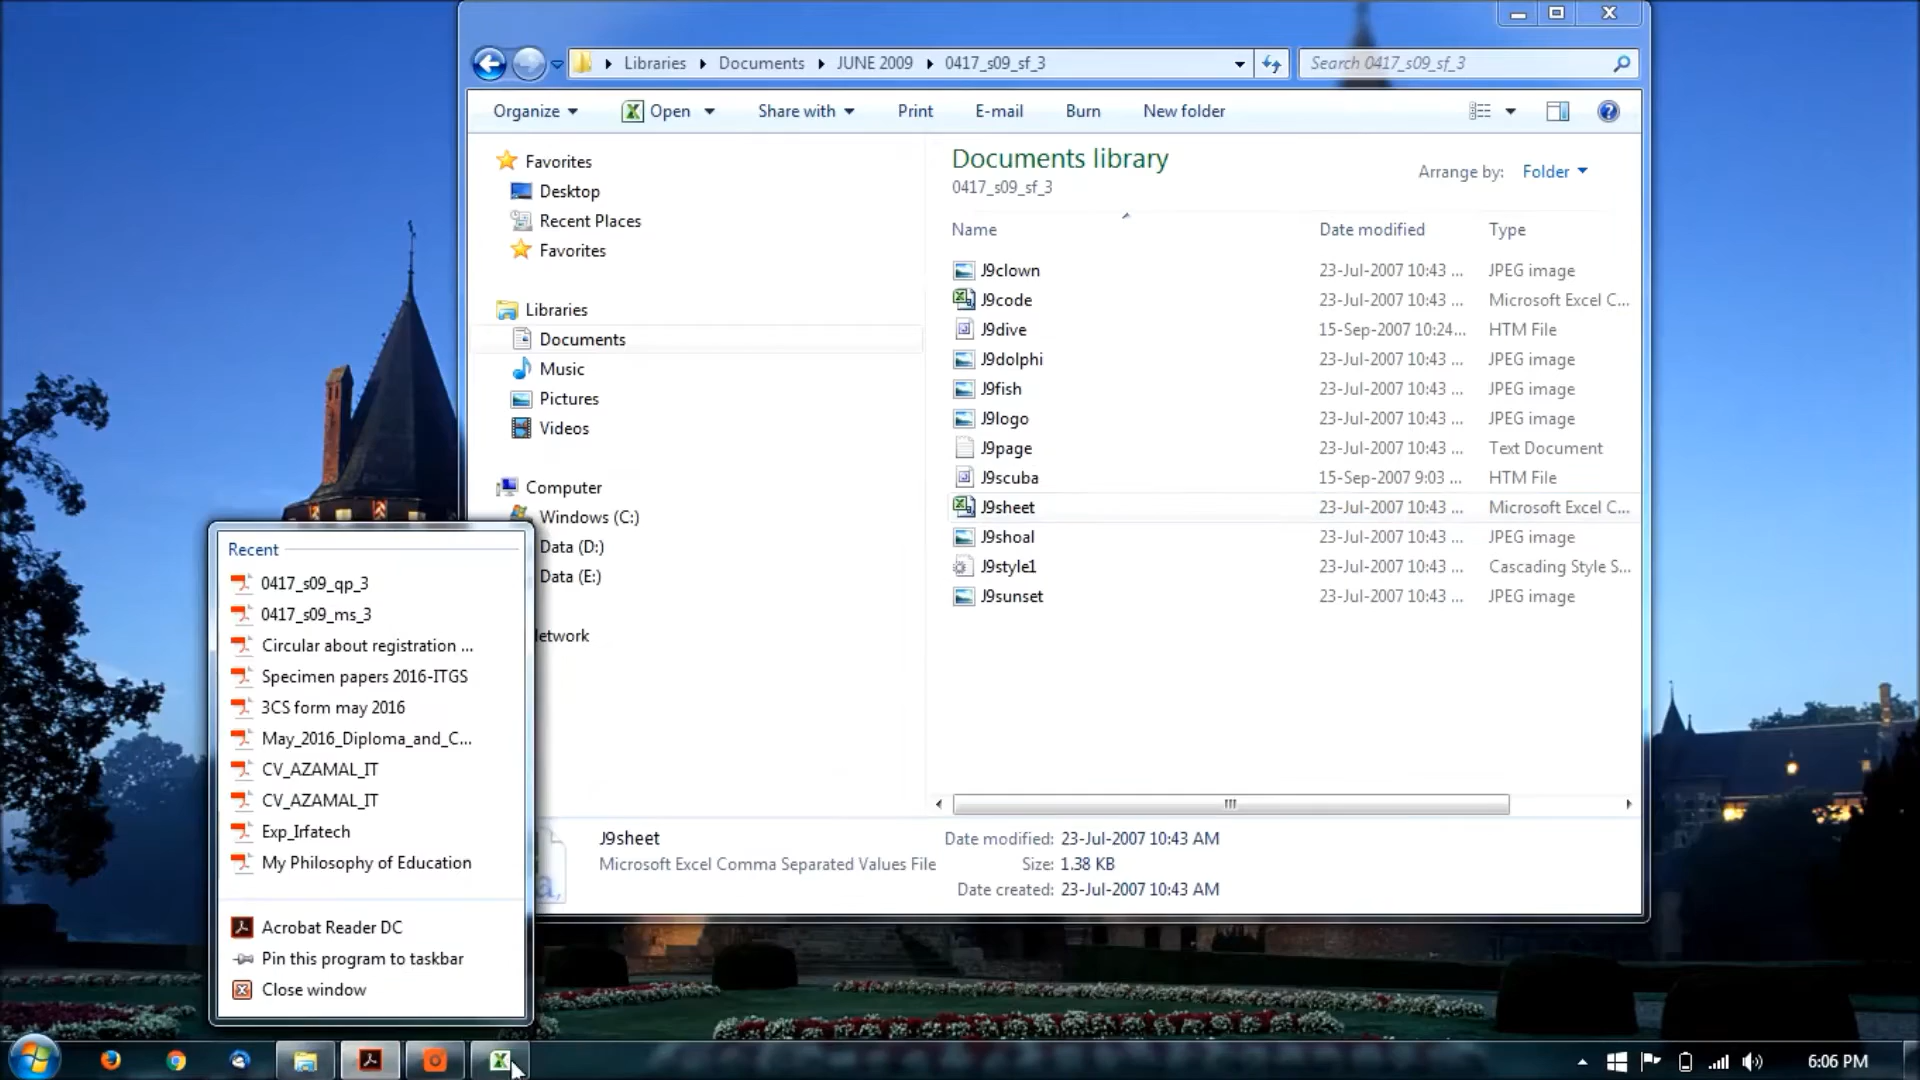 Libraries Documents JUNE 2009 0417_s09_sf_3
Search 0417_s09_sf_3
Organize Open Share with Print E-mail Burn New folder
Favorites
Desktop
Recent Places
Favorites
Libraries
Documents
Music
Pictures
Videos
Computer
Windows (C:)
Data (D:)
Data (E:)
etwork
Documents library
0417_s09_sf_3
Arrange by: Folder
Name Date modified Type
J9clown 23-Jul-2007 10:43 ... JPEG image
J9code 23-Jul-2007 10:43 ... Microsoft Excel C...
J9dive 15-Sep-2007 10:24... HTM File
J9dolphi 23-Jul-2007 10:43 ... JPEG image
J9fish 23-Jul-2007 10:43 ... JPEG image
J9logo 23-Jul-2007 10:43 ... JPEG image
J9page 23-Jul-2007 10:43 ... Text Document
J9scuba 15-Sep-2007 9:03 ... HTM File
J9sheet 23-Jul-2007 10:43 ... Microsoft Excel C...
J9shoal 23-Jul-2007 10:43 ... JPEG image
J9style1 23-Jul-2007 10:43 ... Cascading Style S...
J9sunset 23-Jul-2007 10:43 ... JPEG image
J9sheet Date modified: 23-Jul-2007 10:43 AM
Microsoft Excel Comma Separated Values File Size: 1.38 KB
Date created: 23-Jul-2007 10:43 AM
Recent
0417_s09_qp_3
0417_s09_ms_3
Circular about registration ...
Specimen papers 2016-ITGS
3CS form may 2016
May_2016_Diploma_and_C...
CV_AZAMAL_IT
CV_AZAMAL_IT
Exp_Irfatech
My Philosophy of Education
Acrobat Reader DC
Pin this program to taskbar
Close window
6:06 PM